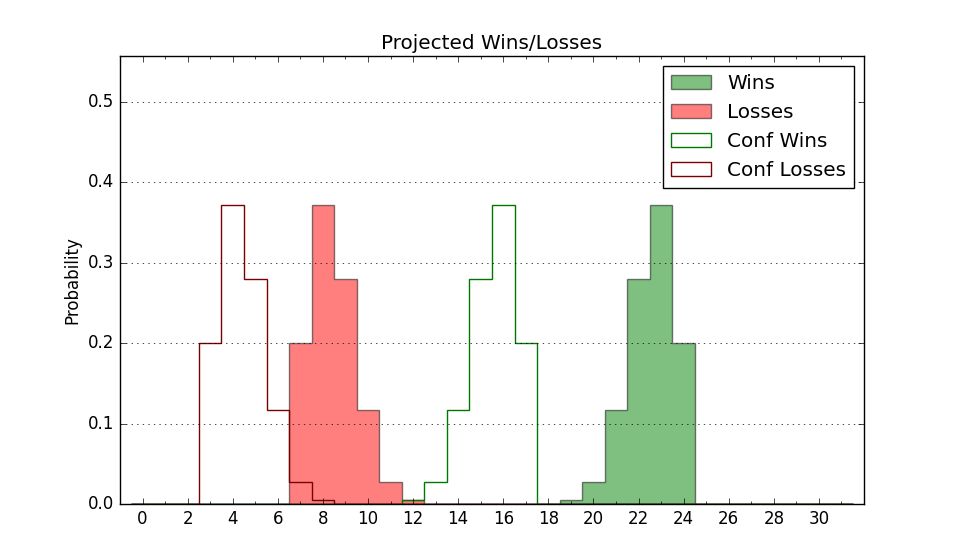 Projected Wins/Losses
Wins
Losses
Conf Wins
Conf Losses
Probability
0.5
0.4
0.3
0.2
0.1
0.0
0 2 4 6 8 10 12 14 16 18 20 22 24 26 28 30